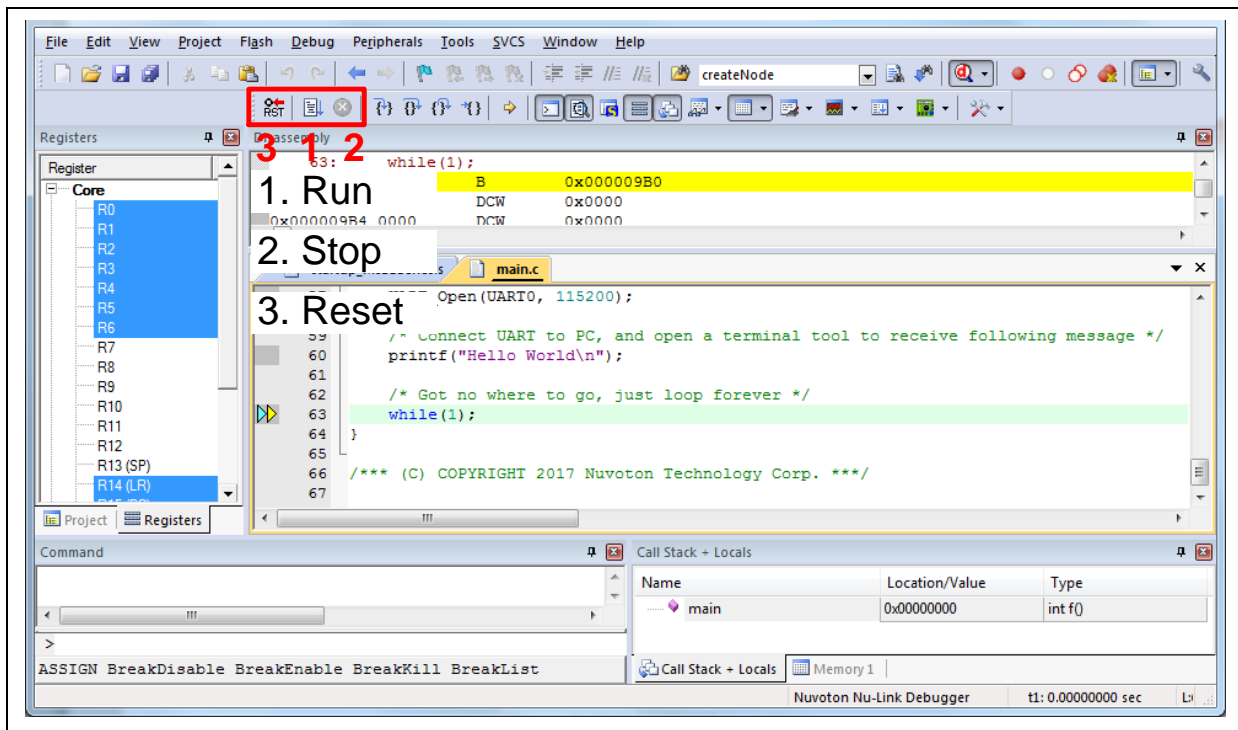 File Edit View Project Flash Debug Peripherals Tools SVCS Window Help
createNode
RST
3 1 2
Registers
Disassembly
Register
Core
R0
R1
R2
R3
R4
R5
R6
R7
R8
R9
R10
R11
R12
R13 (SP)
R14 (LR)
R15 (PC)
Project Registers
63: while(1);
B 0x000009B0
DCW 0x0000
0x000009B4 0000 DCW 0x0000
1. Run
2. Stop
3. Reset
main.c
Open(UART0, 115200);
59 /* Connect UART to PC, and open a terminal tool to receive following message */
60 printf("Hello World\n");
61
62 /* Got no where to go, just loop forever */
63 while(1);
64 }
65
66 /*** (C) COPYRIGHT 2017 Nuvoton Technology Corp. ***/
67
Command
>
ASSIGN BreakDisable BreakEnable BreakKill BreakList
Call Stack + Locals
Name Location/Value Type
main 0x00000000 int f()
Call Stack + Locals Memory 1
Nuvoton Nu-Link Debugger t1: 0.00000000 sec